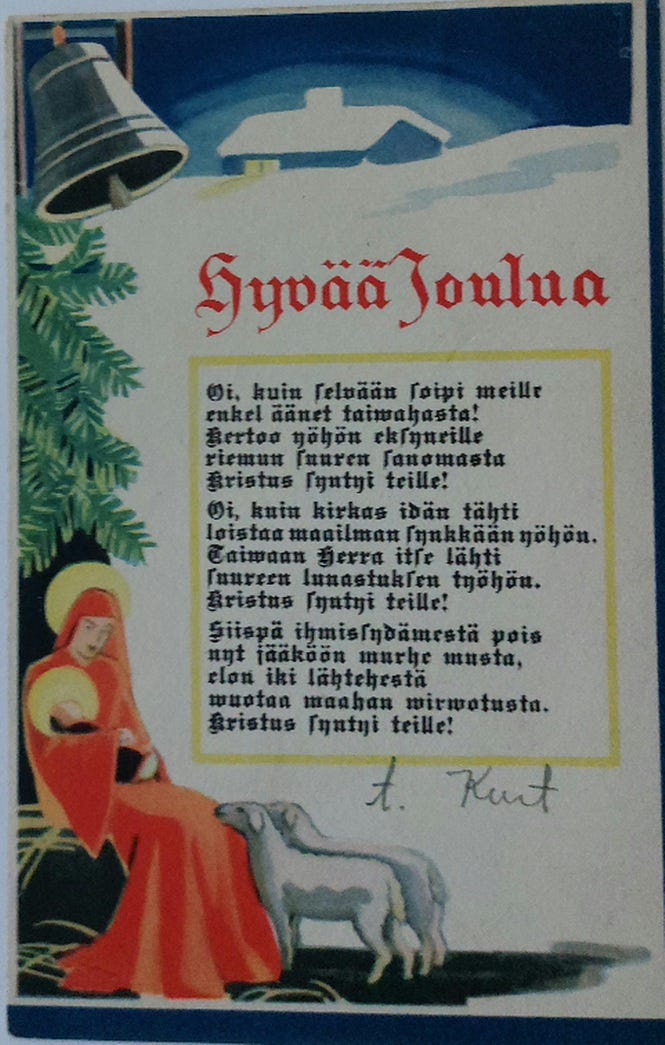 Hyvää Joulua
Oi, kuin selvään soipi meille
enkel äänet taiwahasta!
Kertoo yöhön eksyneille
riemun suuren sanomasta
Kristus syntyi teille!
Oi, kuin kirkas idän tähti
loistaa maailman synkkään yöhön.
Taiwaan Herra itse lähti
suureen lunastuksen työhön.
Kristus syntyi teille!
Siispä ihmissydämestä pois
nyt jääköön murhe musta,
elon iki lähtehestä
wuotaa maahan wirwotusta.
Kristus syntyi teille!
t. Kurt